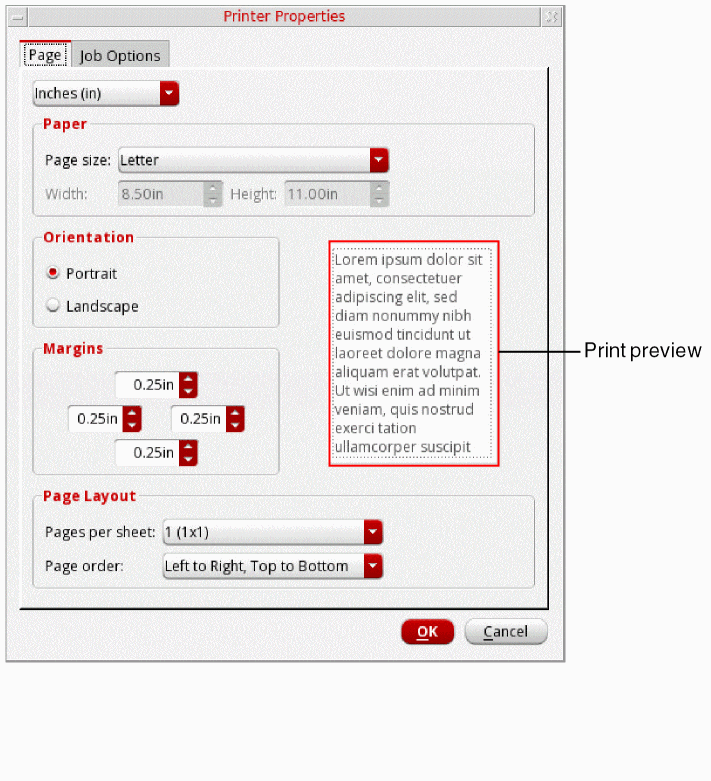 Printer Properties
Page
Job Options
Inches (in)
Paper
Page size: Letter
Width: 8.50in Height: 11.00in
Orientation
Portrait
Landscape
Margins
0.25in
0.25in 0.25in
0.25in
Lorem ipsum dolor sit
amet, consectetuer
adipiscing elit, sed
diam nonummy nibh
euismod tincidunt ut
laoreet dolore magna
aliquam erat volutpat.
Ut wisi enim ad minim
veniam, quis nostrud
exerci tation
ullamcorper suscipit
Print preview
Page Layout
Pages per sheet: 1 (1x1)
Page order: Left to Right, Top to Bottom
OK
Cancel